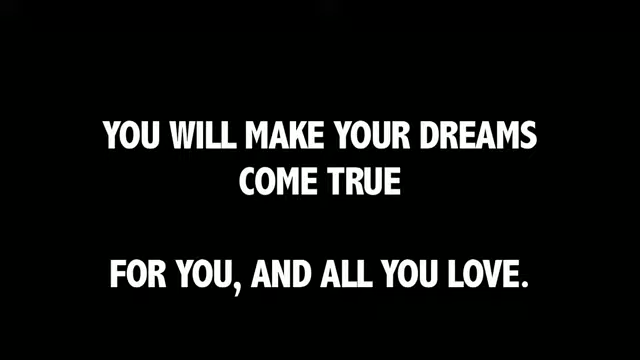 YOU WILL MAKE YOUR DREAMS
COME TRUE
FOR YOU, AND ALL YOU LOVE.